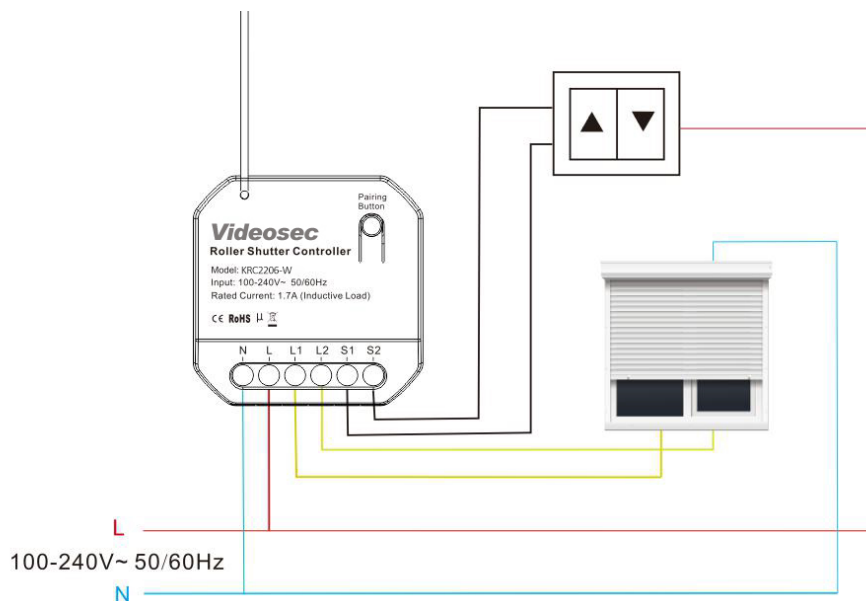 Pairing
Button
Videosec
Roller Shutter Controller
Model: KRC2206-W
Input: 100-240V~ 50/60Hz
Rated Current: 1.7A (Inductive Load)
CE RoHS μ
N L L1 L2 S1 S2
L
100-240V~ 50/60Hz
N